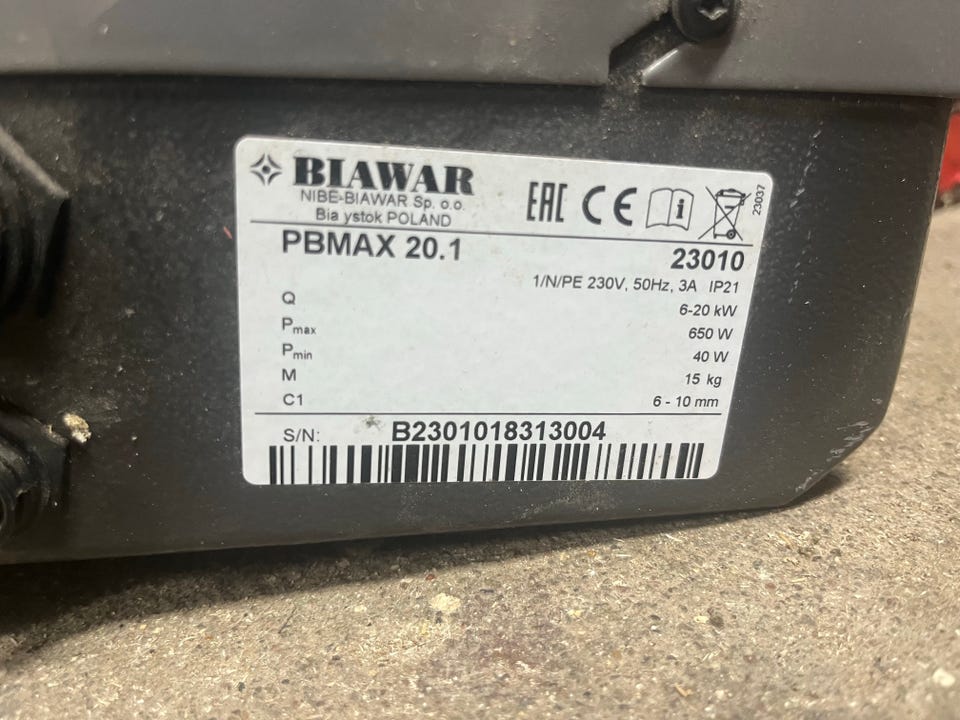 BIAWAR
NIBE-BIAWAR Sp. o.o.
Bia ystok POLAND
EAC CE i
23037
PBMAX 20.1 23010
1/N/PE 230V, 50Hz, 3A IP21
Q 6-20 kW
Pmax 650 W
Pmin 40 W
M 15 kg
C1 6 - 10 mm
S/N: B2301018313004